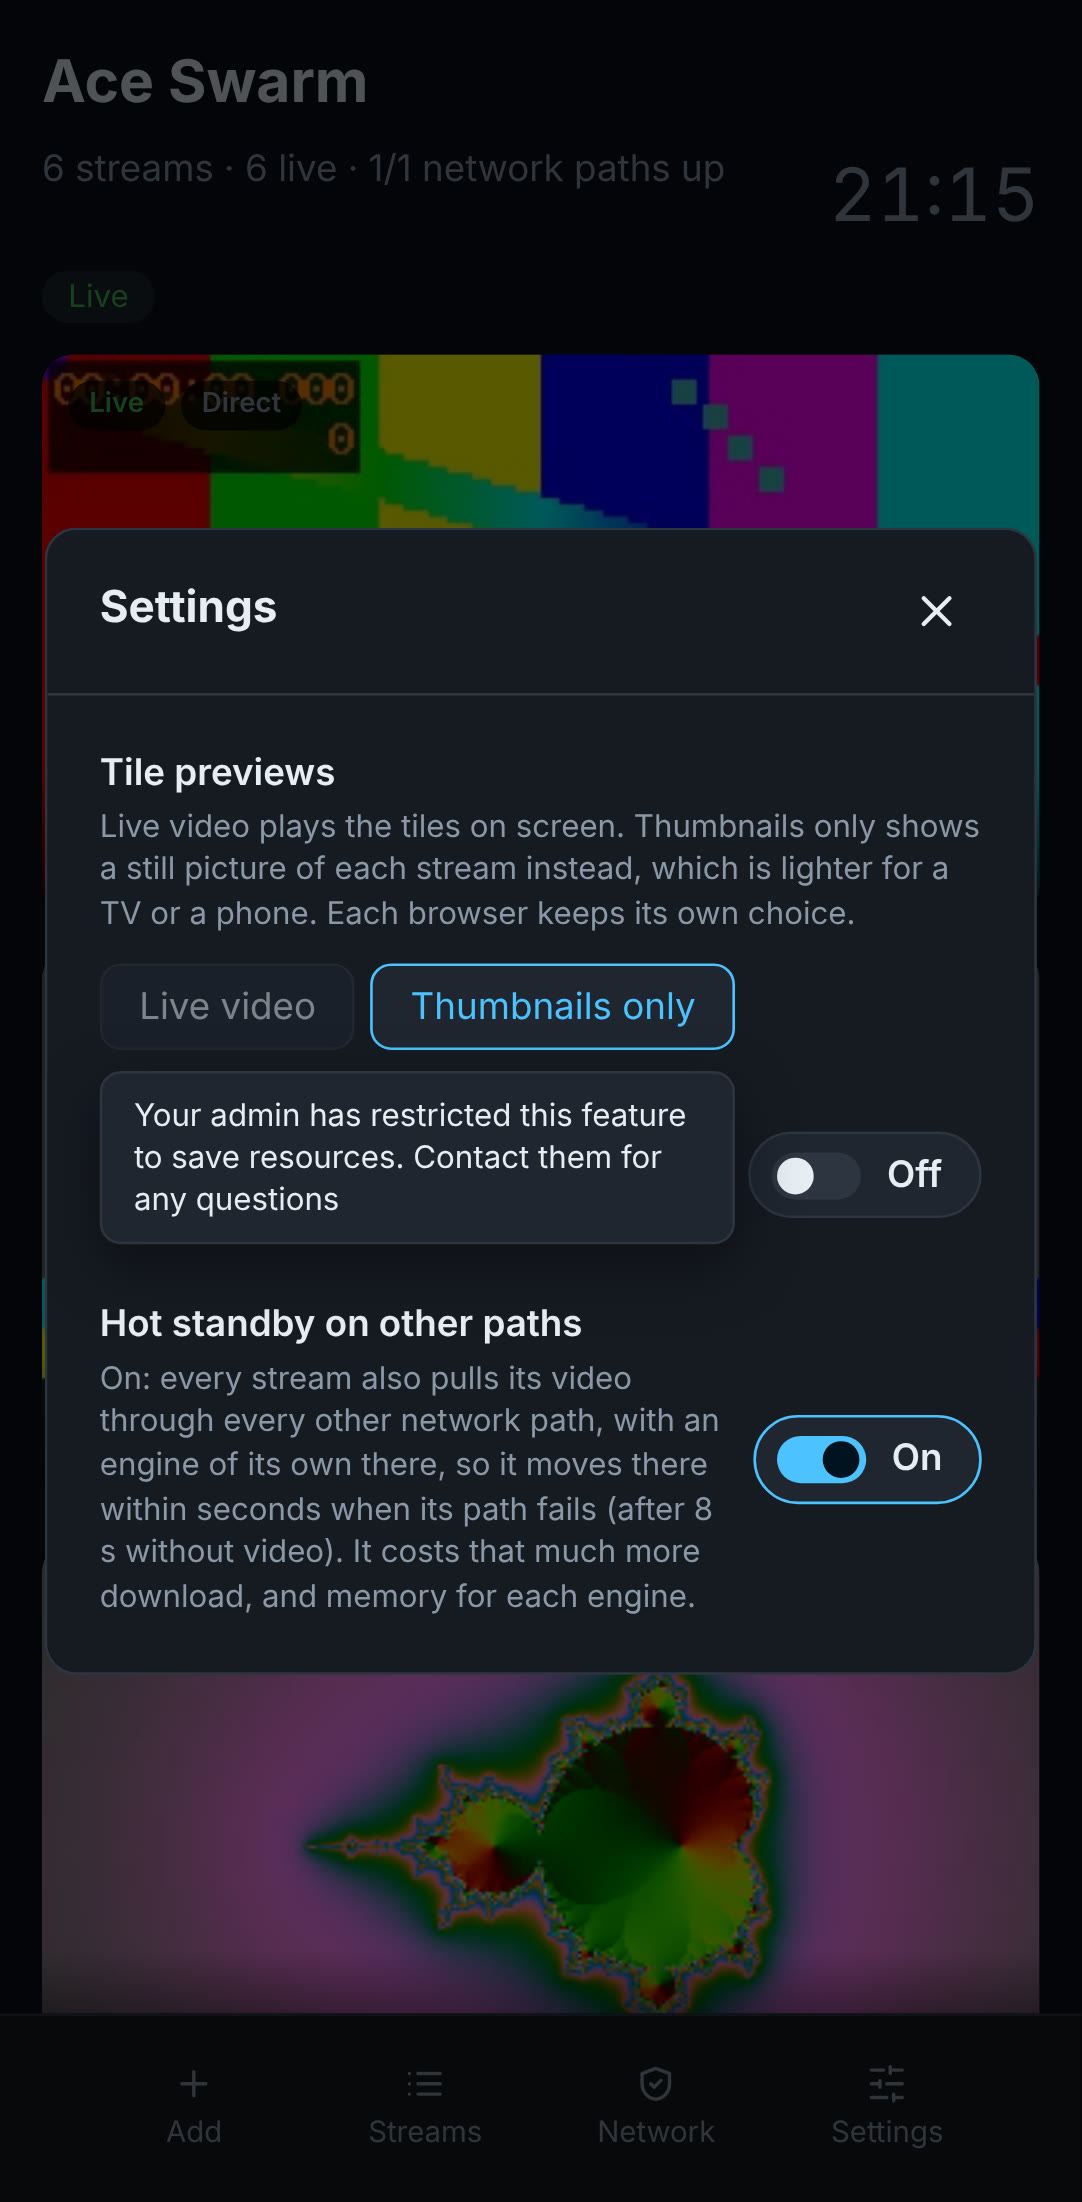 Ace Swarm
6 streams · 6 live · 1/1 network paths up
21:15
Live
Live
Direct
0
Settings
Tile previews
Live video plays the tiles on screen. Thumbnails only shows
a still picture of each stream instead, which is lighter for a
TV or a phone. Each browser keeps its own choice.
Live video
Thumbnails only
Your admin has restricted this feature
to save resources. Contact them for
any questions
Off
Hot standby on other paths
On: every stream also pulls its video
through every other network path, with an
engine of its own there, so it moves there
within seconds when its path fails (after 8
s without video). It costs that much more
download, and memory for each engine.
On
Add
Streams
Network
Settings